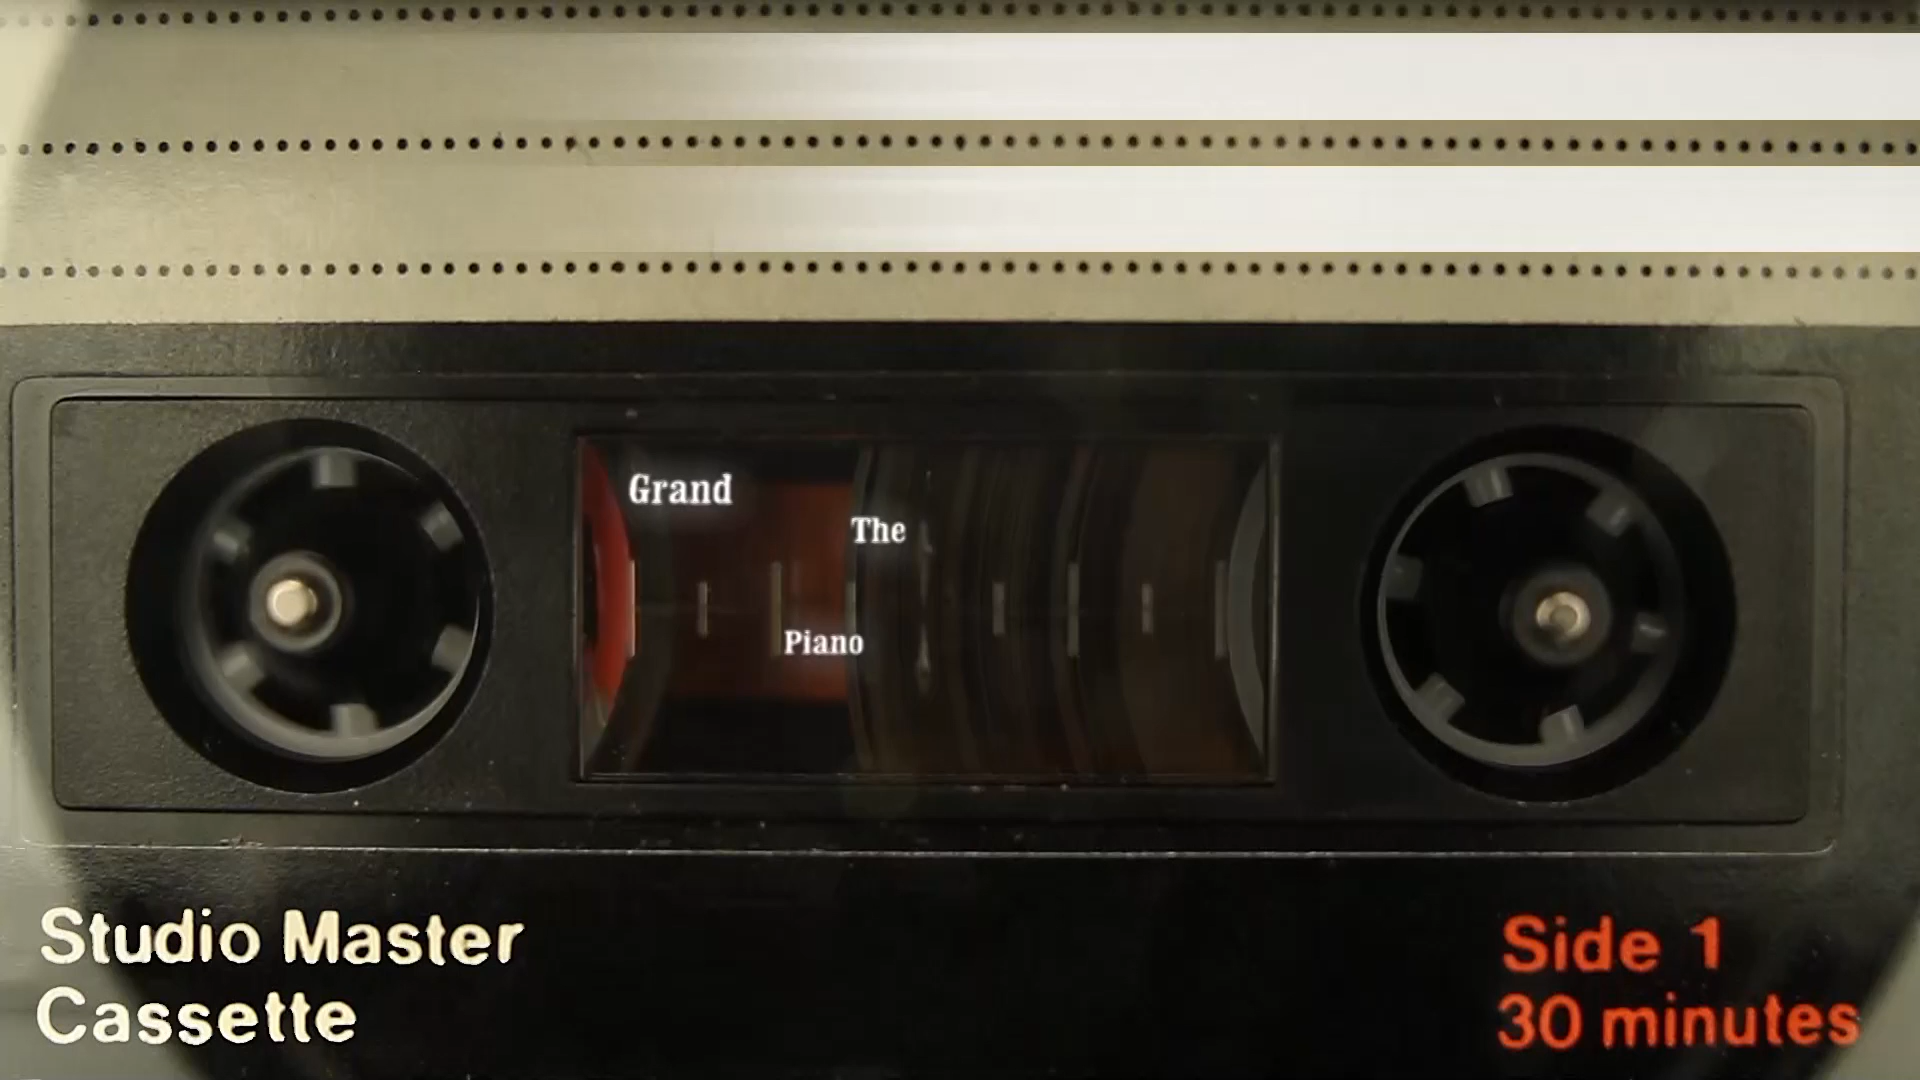 Grand
The
Piano
Studio Master
Cassette
Side 1
30 minutes